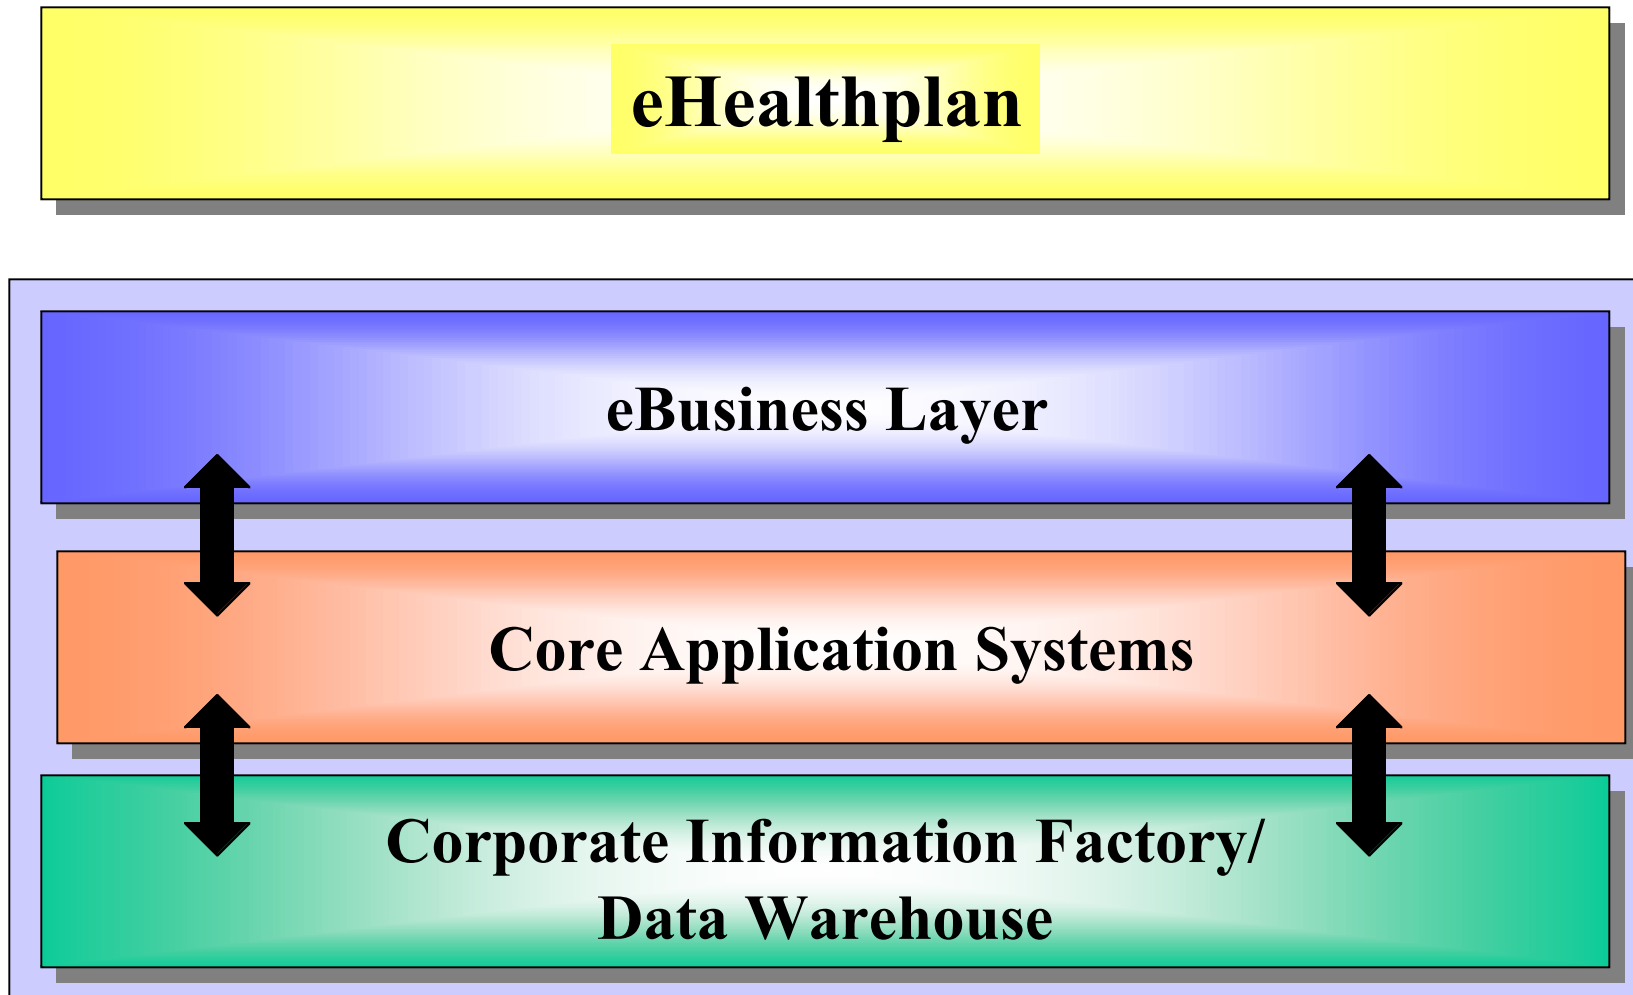 eHealthplan
eBusiness Layer
Core Application Systems
Corporate Information Factory/
Data Warehouse